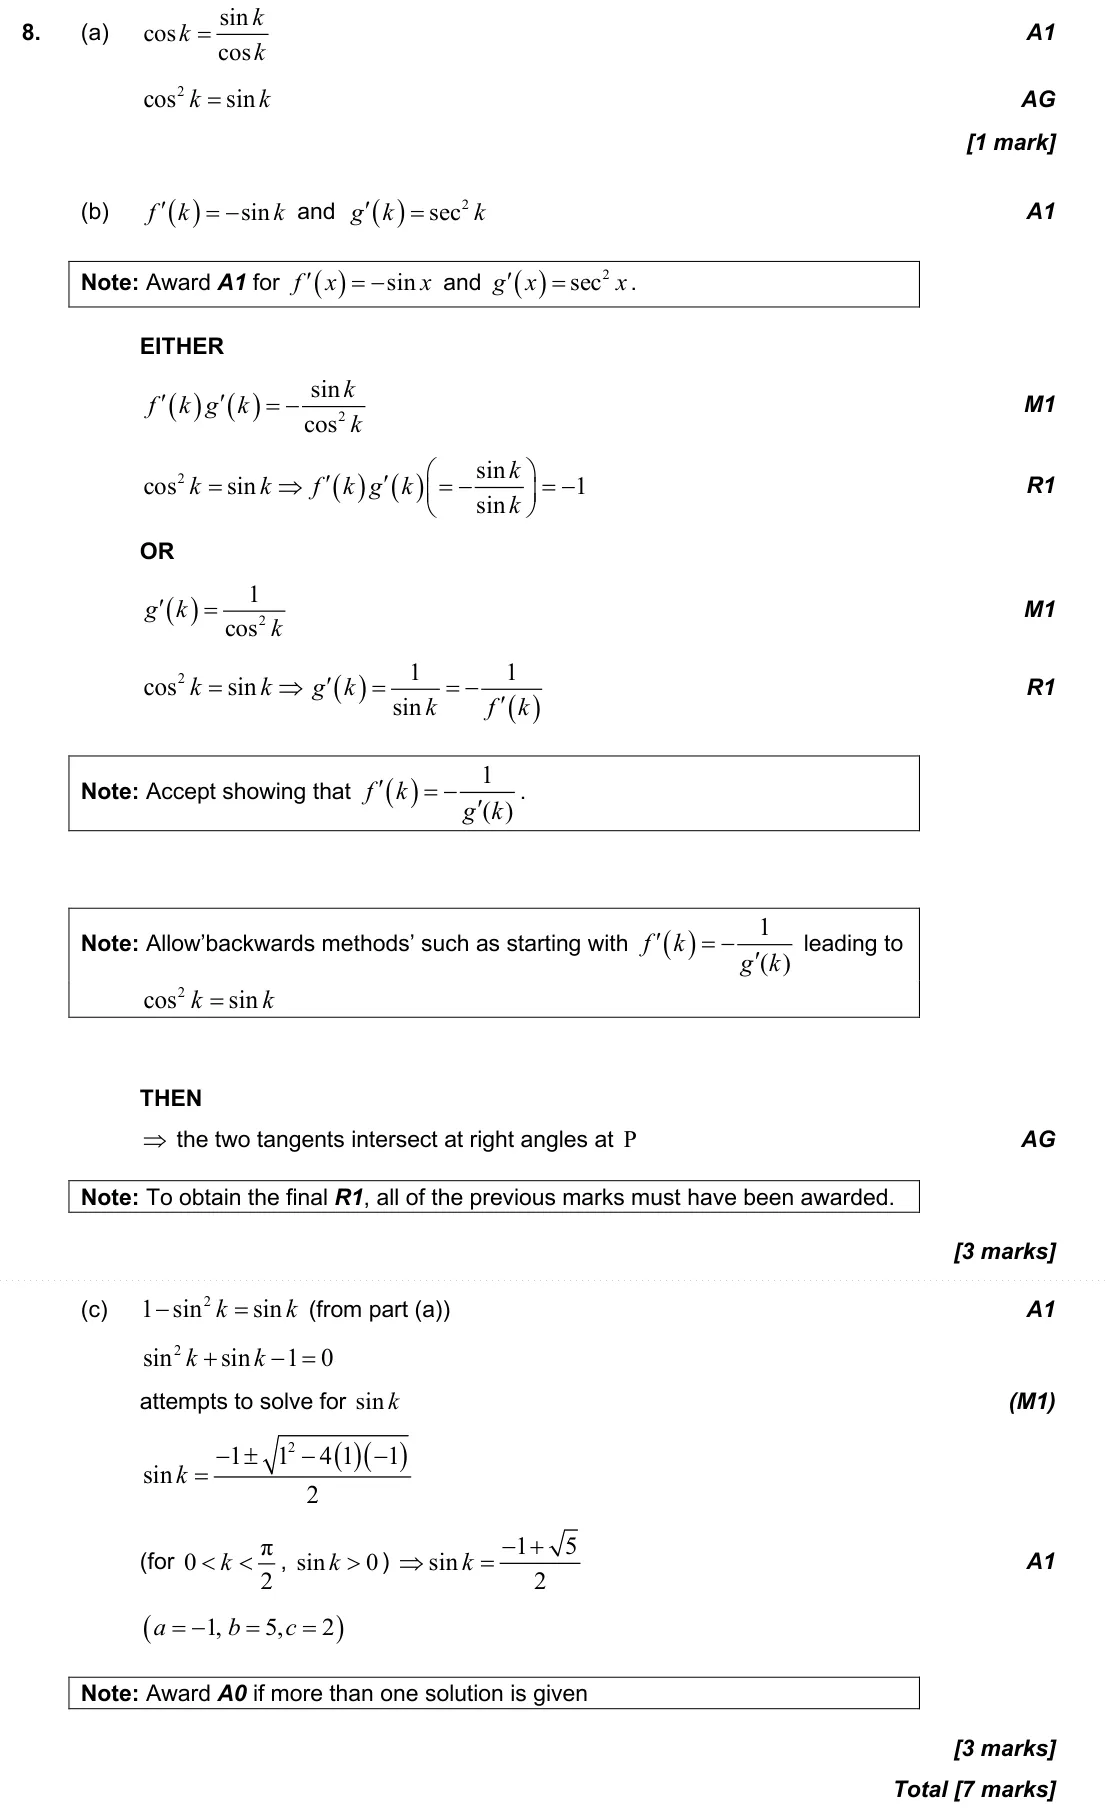 8. (a) cos k = sin k / cos k A1
cos² k = sin k AG
[1 mark]
(b) f′(k) = −sin k and g′(k) = sec² k A1
Note: Award A1 for f′(x) = −sin x and g′(x) = sec² x.
EITHER
f′(k)g′(k) = −sin k / cos² k M1
cos² k = sin k ⇒ f′(k)g′(k)(= −sin k / sin k) = −1 R1
OR
g′(k) = 1 / cos² k M1
cos² k = sin k ⇒ g′(k) = 1 / sin k = −1 / f′(k) R1
Note: Accept showing that f′(k) = −1 / g′(k).
Note: Allow'backwards methods' such as starting with f′(k) = −1 / g′(k) leading to
cos² k = sin k
THEN
⇒ the two tangents intersect at right angles at P AG
Note: To obtain the final R1, all of the previous marks must have been awarded.
[3 marks]
(c) 1 − sin² k = sin k (from part (a)) A1
sin² k + sin k − 1 = 0
attempts to solve for sin k (M1)
sin k = (−1 ± √(1² − 4(1)(−1))) / 2
(for 0 < k < π/2, sin k > 0) ⇒ sin k = (−1 + √5) / 2 A1
(a = −1, b = 5, c = 2)
Note: Award A0 if more than one solution is given
[3 marks]
Total [7 marks]